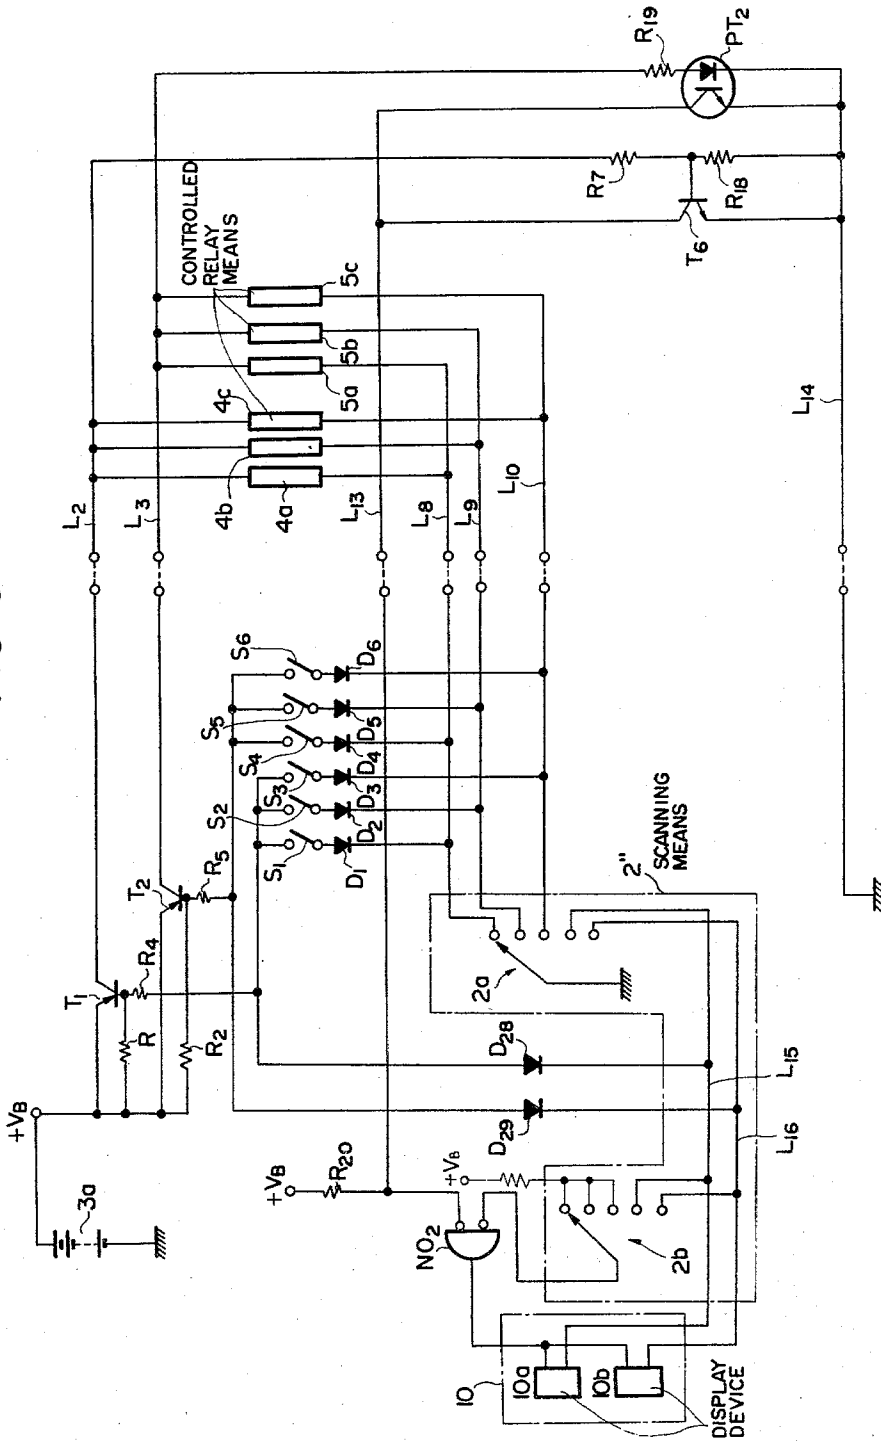 +VB
3a
T1
T2
R
R2
R4
R5
L2
L3
S1
S2
S3
S4
S5
S6
D1
D2
D3
D4
D5
D6
4a
4b
4c
5a
5b
5c
CONTROLLED
RELAY
MEANS
L13
L8
L9
L10
R19
PT2
R7
R18
T6
L14
+VB
R20
+VB
NO2
D28
D29
2a
2b
2"
SCANNING
MEANS
L15
L16
10
10a
10b
DISPLAY
DEVICE